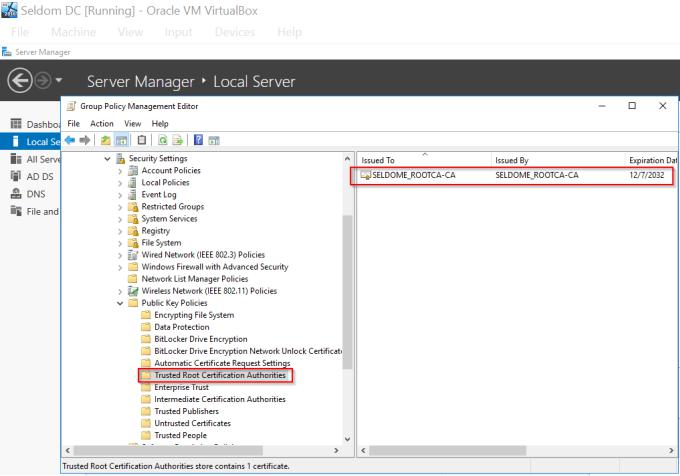 Seldom DC [Running] - Oracle VM VirtualBox
File Machine View Input Devices Help
Server Manager
Server Manager • Local Server
Dashbo
Local Se
All Serve
AD DS
DNS
File and
Group Policy Management Editor
File Action View Help
Security Settings
Account Policies
Local Policies
Event Log
Restricted Groups
System Services
Registry
File System
Wired Network (IEEE 802.3) Policies
Windows Firewall with Advanced Security
Network List Manager Policies
Wireless Network (IEEE 802.11) Policies
Public Key Policies
Encrypting File System
Data Protection
BitLocker Drive Encryption
BitLocker Drive Encryption Network Unlock Certificat
Automatic Certificate Request Settings
Trusted Root Certification Authorities
Enterprise Trust
Intermediate Certification Authorities
Trusted Publishers
Untrusted Certificates
Trusted People
Issued To Issued By Expiration Dat
SELDOME_ROOTCA-CA SELDOME_ROOTCA-CA 12/7/2032
Trusted Root Certification Authorities store contains 1 certificate.